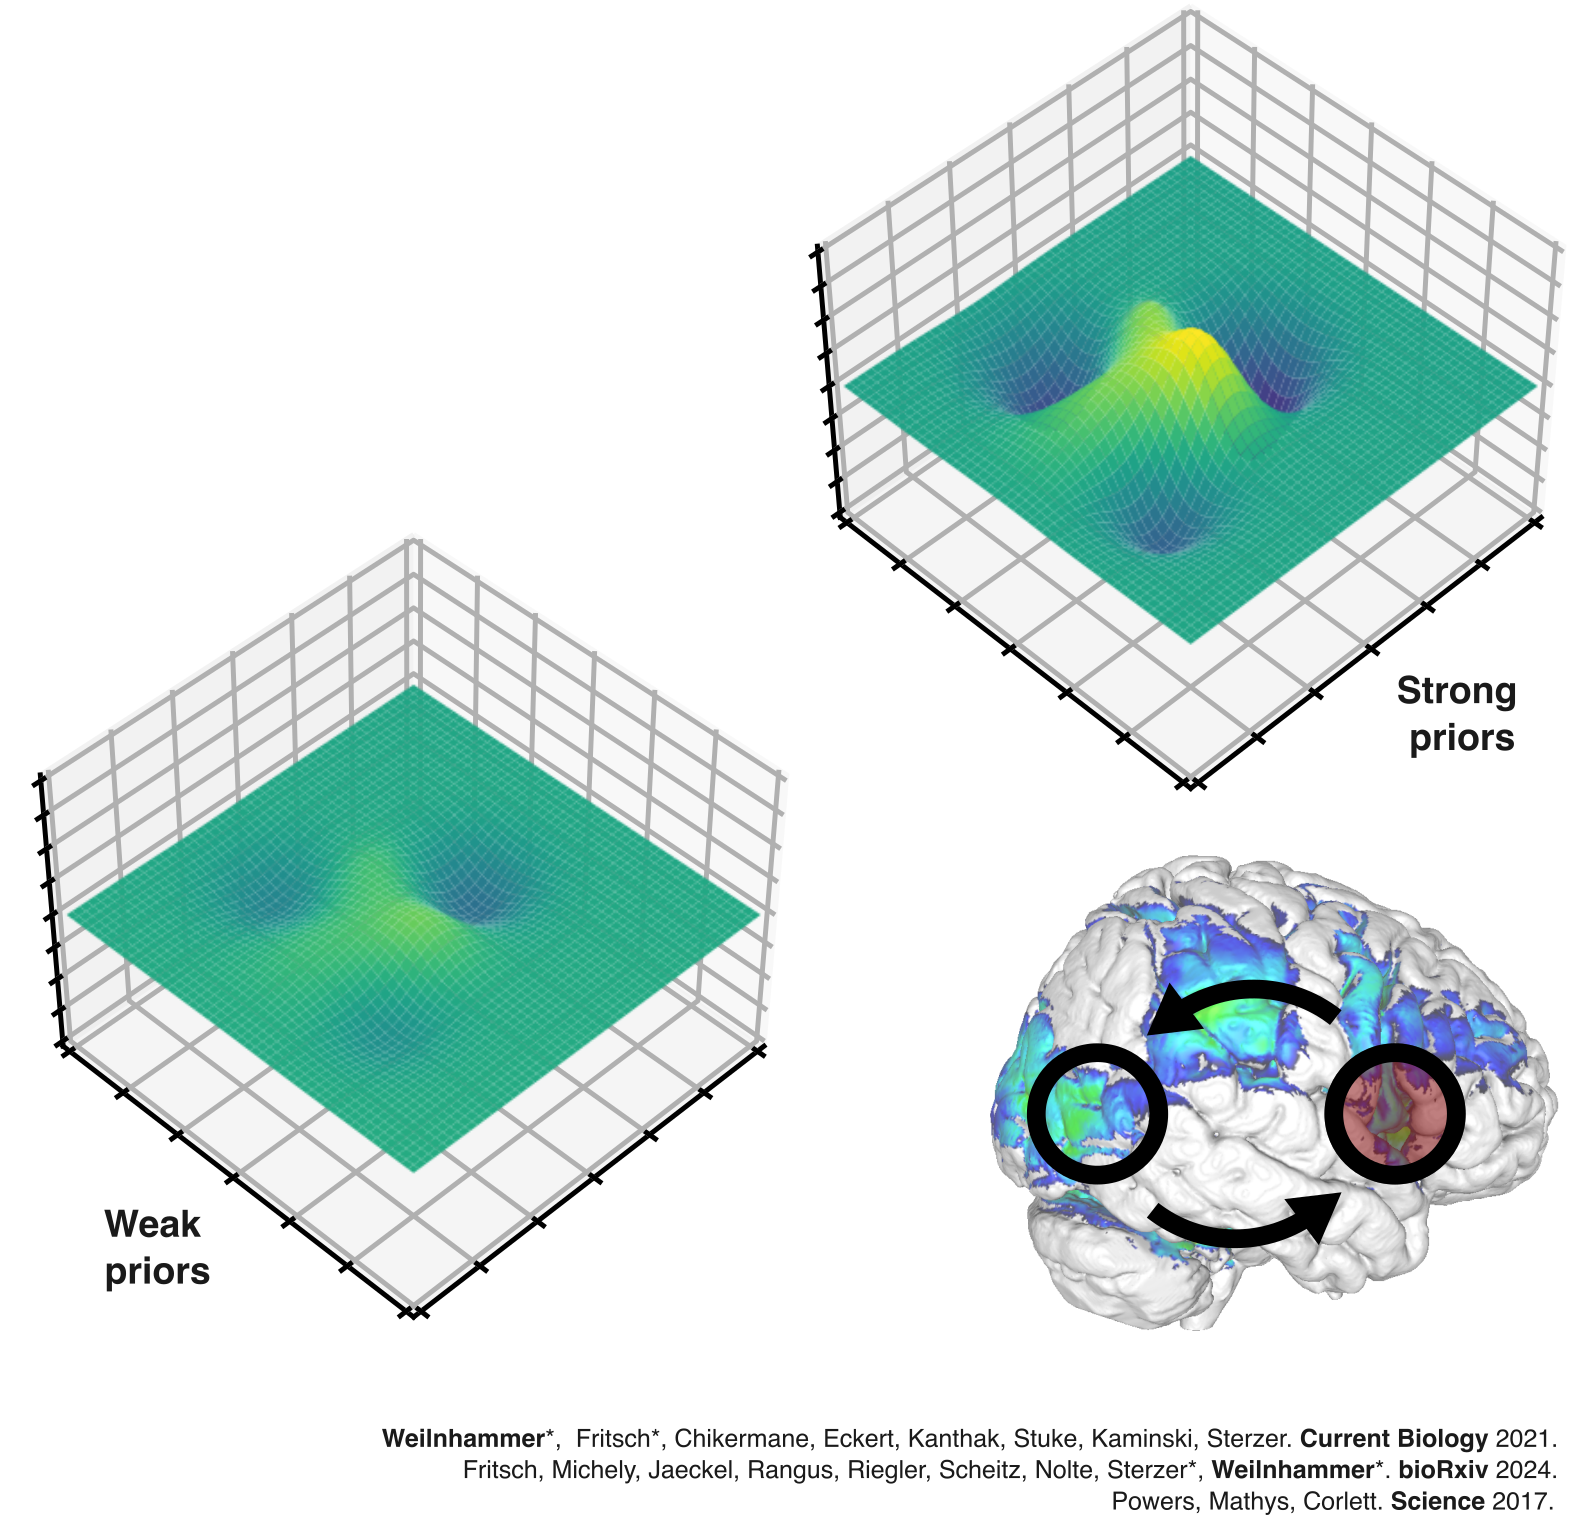 Strong
priors
Weak
priors
Weilnhammer*, Fritsch*, Chikermane, Eckert, Kanthak, Stuke, Kaminski, Sterzer. Current Biology 2021.
Fritsch, Michely, Jaeckel, Rangus, Riegler, Scheitz, Nolte, Sterzer*, Weilnhammer*. bioRxiv 2024.
Powers, Mathys, Corlett. Science 2017.